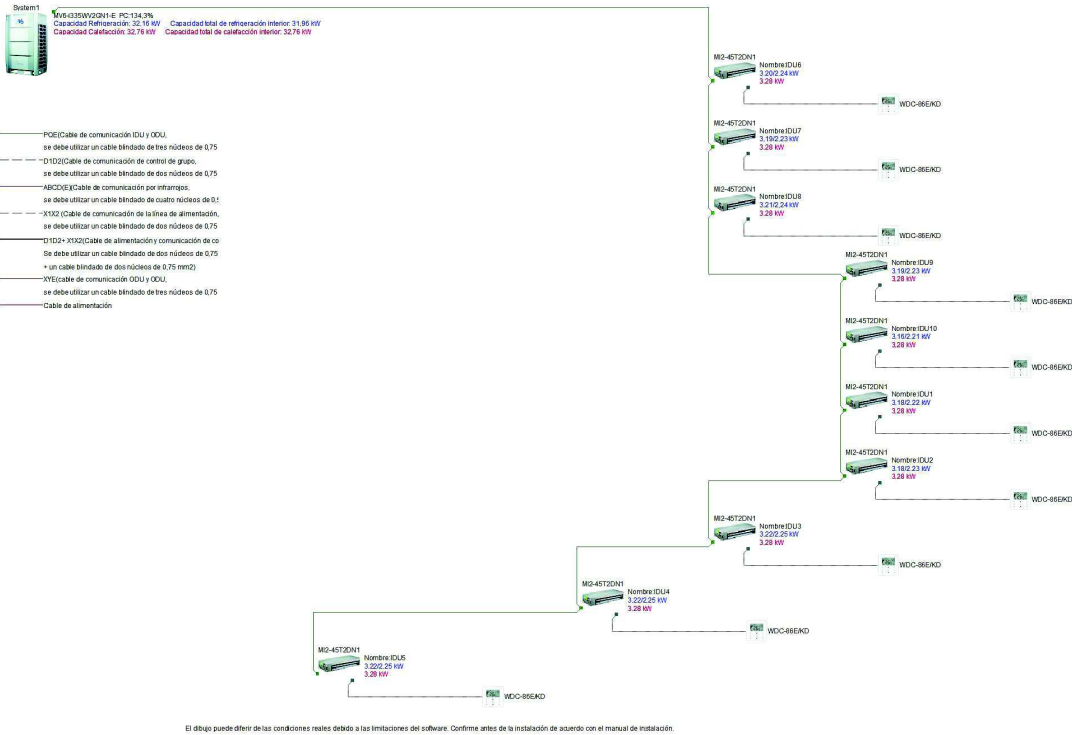 System1
MV6-i335WV2GN1-E PC:134,3%
Capacidad Refrigeración: 32.16 kW Capacidad total de refrigeración interior: 31,96 kW
Capacidad Calefacción: 32,76 kW Capacidad total de calefacción interior: 32,76 kW
MI2-45T2DN1
Nombre:IDU6
3.20/2.24 kW
3.28 kW
WDC-86E/KD
MI2-45T2DN1
Nombre:IDU7
3,19/2,23 kW
3,28 kW
WDC-86E/KD
MI2-45T2DN1
Nombre:IDU8
3,21/2,24 kW
3,28 kW
WDC-86E/KD
PQE(Cable de comunicación IDU y ODU,
se debe utilizar un cable blindado de tres núcleos de 0,75
D1D2(Cable de comunicación de control de grupo,
se debe utilizar un cable blindado de dos núcleos de 0,75
ABCD(E)(Cable de comunicación por infrarrojos,
se debe utilizar un cable blindado de cuatro núcleos de 0,5
X1X2 (Cable de comunicación de la línea de alimentación,
se debe utilizar un cable blindado de dos núcleos de 0,75
D1D2+ X1X2(Cable de alimentación y comunicación de co
Se debe utilizar un cable blindado de dos núcleos de 0,75
+ un cable blindado de dos núcleos de 0,75 mm2)
XYE(cable de comunicación ODU y ODU,
se debe utilizar un cable blindado de tres núcleos de 0,75
Cable de alimentación
MI2-45T2DN1
Nombre:IDU9
3.19/2.23 kW
3.28 kW
WDC-86E/KD
MI2-45T2DN1
Nombre:IDU10
3.16/2.21 kW
3.28 kW
WDC-86E/KD
MI2-45T2DN1
Nombre:IDU1
3.18/2.22 kW
3.28 kW
WDC-86E/KD
MI2-45T2DN1
Nombre:IDU2
3.18/2.23 kW
3.28 kW
WDC-86E/KD
MI2-45T2DN1
Nombre:IDU3
3.22/2.25 kW
3.28 kW
WDC-86E/KD
MI2-45T2DN1
Nombre:IDU4
3.22/2.25 kW
3.28 kW
WDC-86E/KD
MI2-45T2DN1
Nombre:IDU5
3.22/2.25 kW
3.28 kW
WDC-86E/KD
El dibujo puede diferir de las condiciones reales debido a las limitaciones del software. Confirme antes de la instalación de acuerdo con el manual de instalación.